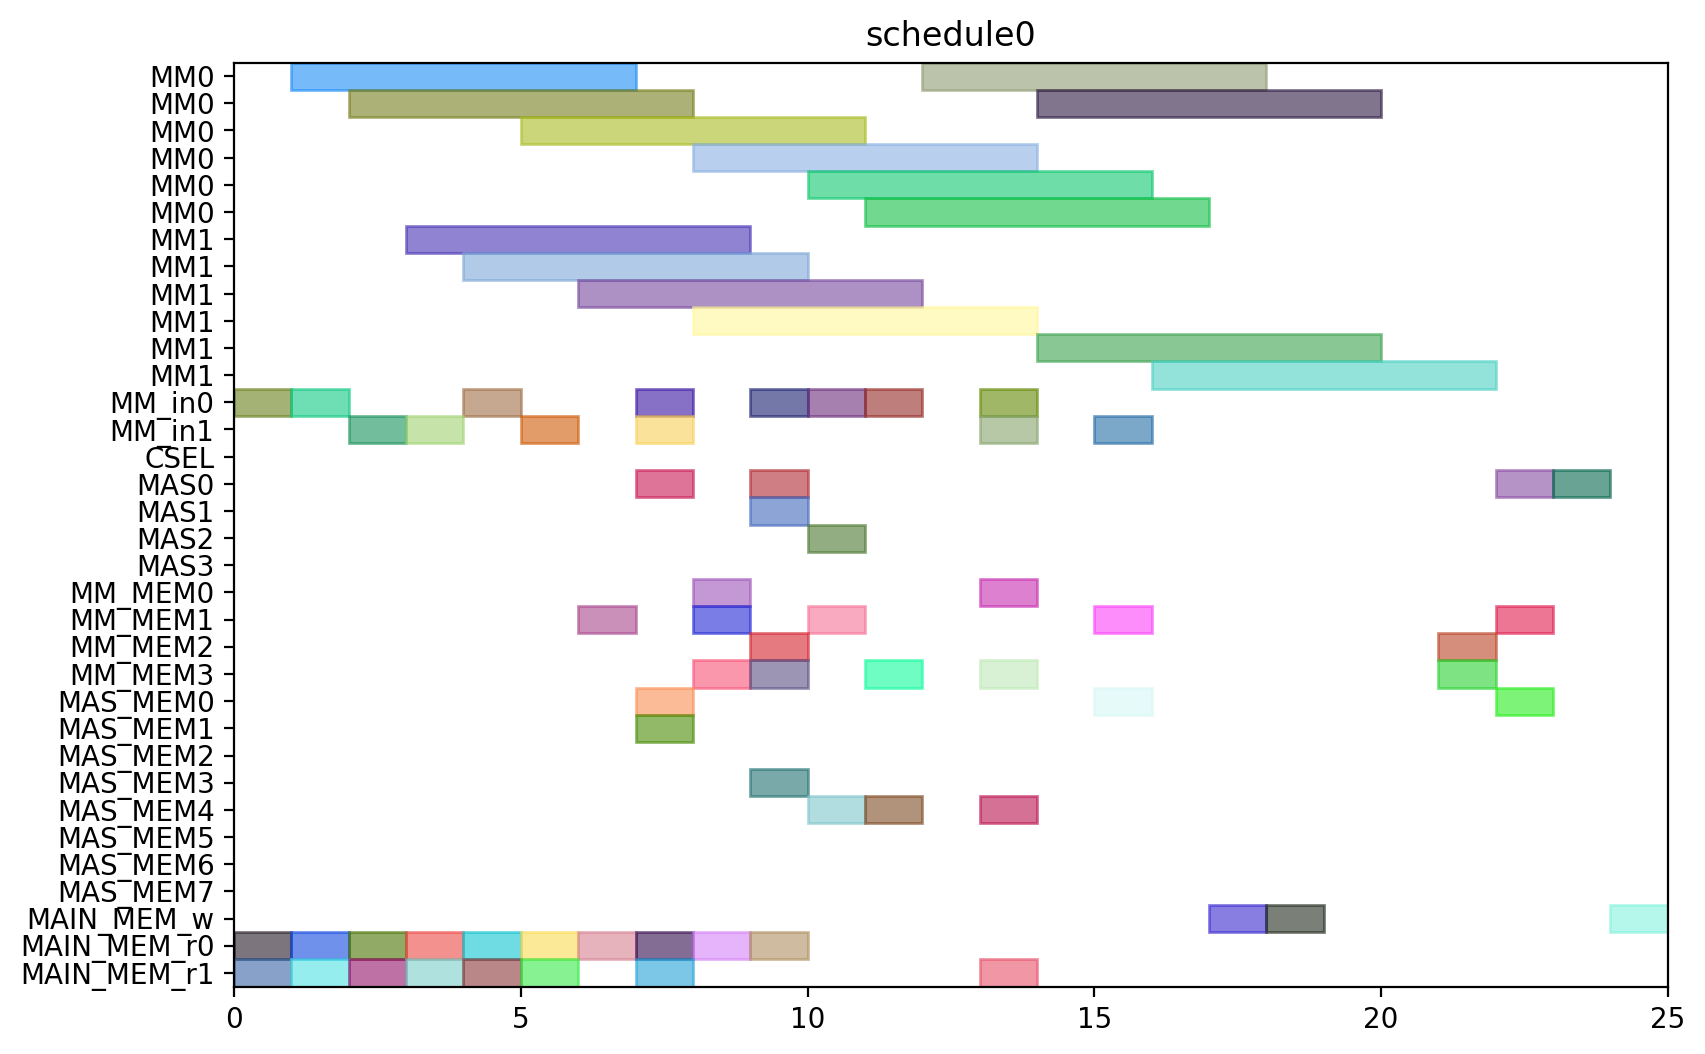 schedule0
MM0
MM0
MM0
MM0
MM0
MM0
MM1
MM1
MM1
MM1
MM1
MM1
MM_in0
MM_in1
CSEL
MAS0
MAS1
MAS2
MAS3
MM_MEM0
MM_MEM1
MM_MEM2
MM_MEM3
MAS_MEM0
MAS_MEM1
MAS_MEM2
MAS_MEM3
MAS_MEM4
MAS_MEM5
MAS_MEM6
MAS_MEM7
MAIN_MEM_w
MAIN_MEM_r0
MAIN_MEM_r1
0 5 10 15 20 25